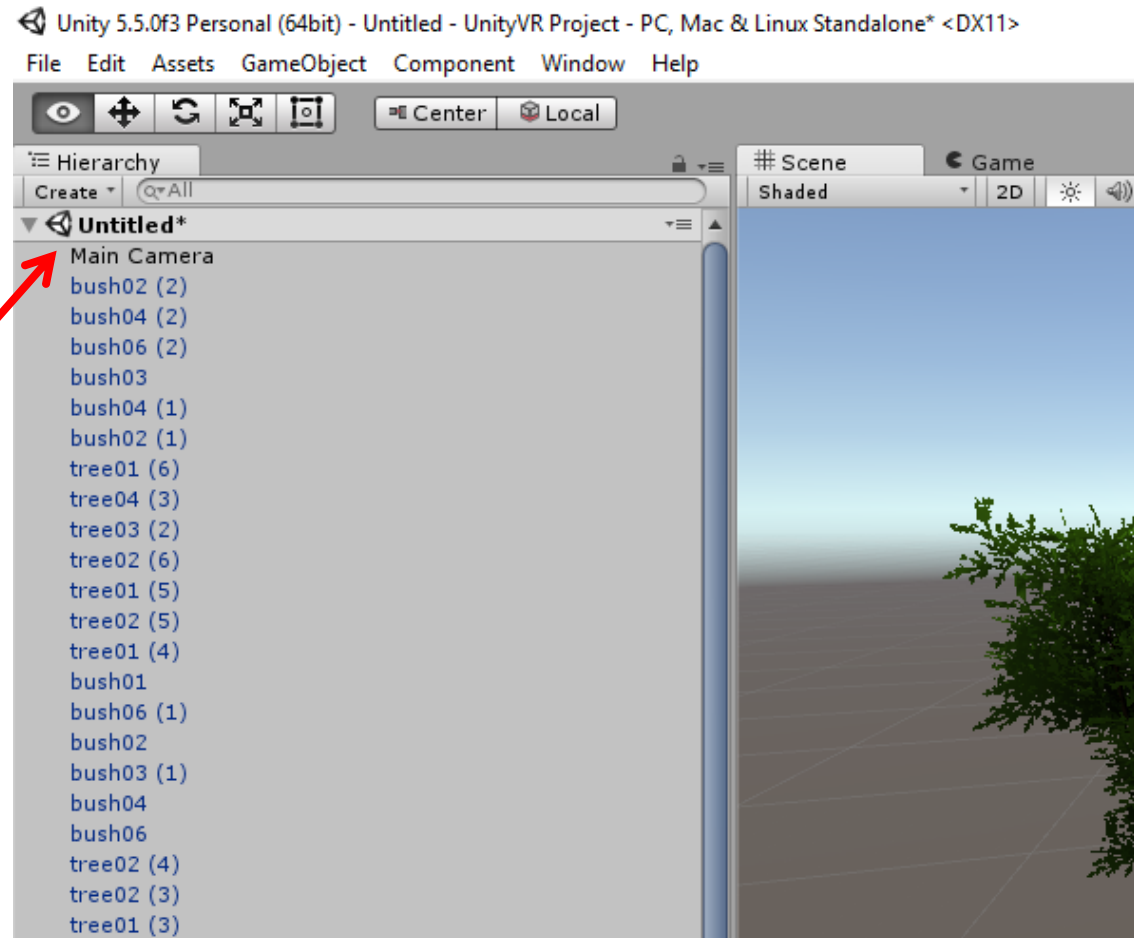 Unity 5.5.0f3 Personal (64bit) - Untitled - UnityVR Project - PC, Mac & Linux Standalone* <DX11>
File Edit Assets GameObject Component Window Help
Center Local
Hierarchy
Scene Game
Create All
Shaded 2D
Untitled*
Main Camera
bush02 (2)
bush04 (2)
bush06 (2)
bush03
bush04 (1)
bush02 (1)
tree01 (6)
tree04 (3)
tree03 (2)
tree02 (6)
tree01 (5)
tree02 (5)
tree01 (4)
bush01
bush06 (1)
bush02
bush03 (1)
bush04
bush06
tree02 (4)
tree02 (3)
tree01 (3)